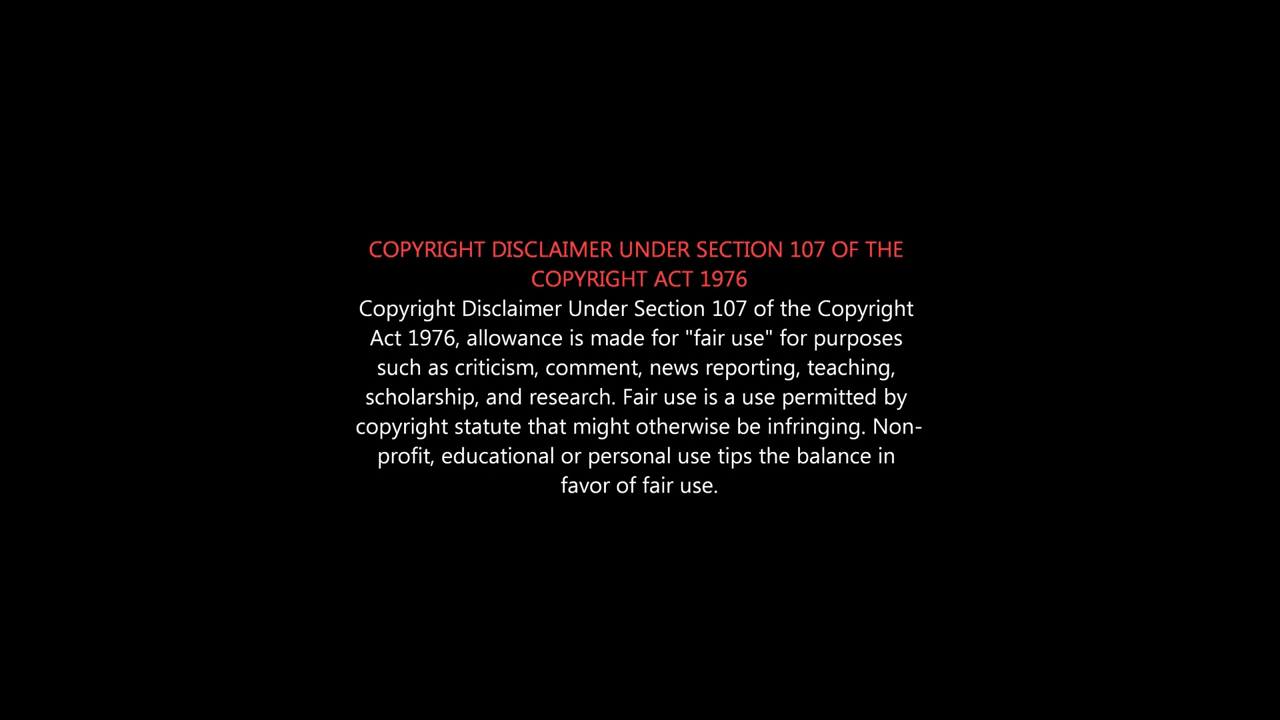 COPYRIGHT DISCLAIMER UNDER SECTION 107 OF THE
COPYRIGHT ACT 1976
Copyright Disclaimer Under Section 107 of the Copyright
Act 1976, allowance is made for "fair use" for purposes
such as criticism, comment, news reporting, teaching,
scholarship, and research. Fair use is a use permitted by
copyright statute that might otherwise be infringing. Non-
profit, educational or personal use tips the balance in
favor of fair use.